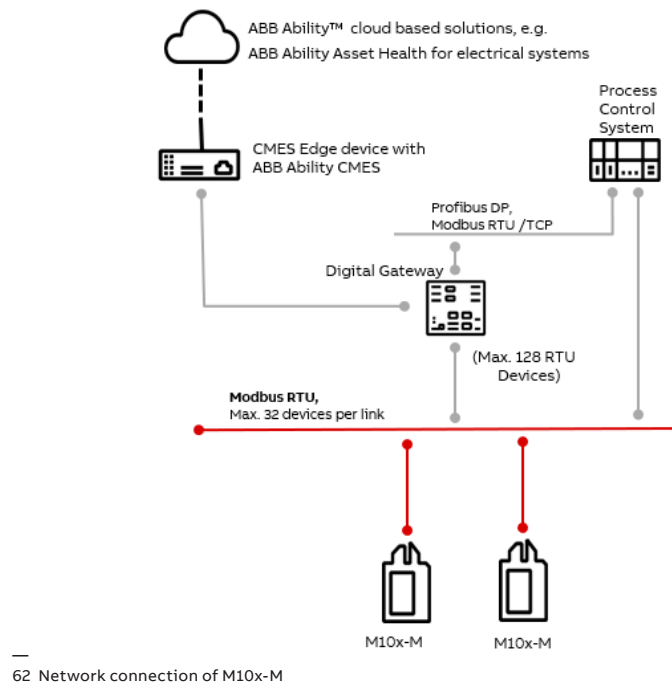 ABB Ability™ cloud based solutions, e.g.
ABB Ability Asset Health for electrical systems
Process
Control
System
CMES Edge device with
ABB Ability CMES
Profibus DP,
Modbus RTU /TCP
Digital Gateway
(Max. 128 RTU
Devices)
Modbus RTU,
Max. 32 devices per link
M10x-M
M10x-M
—
62 Network connection of M10x-M